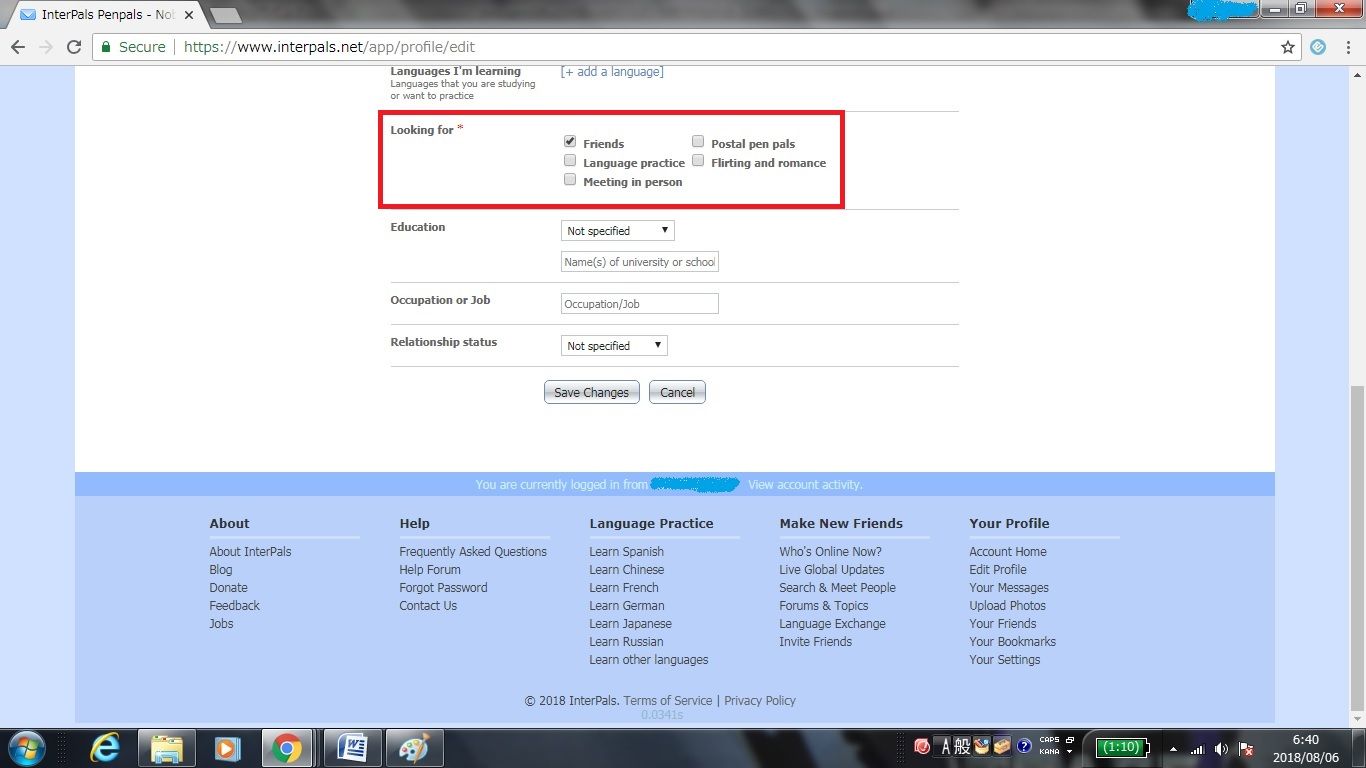 InterPals Penpals - Not
Secure https://www.interpals.net/app/profile/edit
Languages I'm learning [+ add a language]
Languages that you are studying
or want to practice
Looking for *
Friends Postal pen pals
Language practice Flirting and romance
Meeting in person
Education Not specified
Name(s) of university or school
Occupation or Job Occupation/Job
Relationship status Not specified
Save Changes Cancel
You are currently logged in from View account activity.
About Help Language Practice Make New Friends Your Profile
About InterPals Frequently Asked Questions Learn Spanish Who's Online Now? Account Home
Blog Help Forum Learn Chinese Live Global Updates Edit Profile
Donate Forgot Password Learn French Search & Meet People Your Messages
Feedback Contact Us Learn German Forums & Topics Upload Photos
Jobs Learn Japanese Language Exchange Your Friends
Learn Russian Invite Friends Your Bookmarks
Learn other languages Your Settings
© 2018 InterPals. Terms of Service | Privacy Policy
0.0341s
A 般 CAPS KANA (1:10) 6:40
2018/08/06